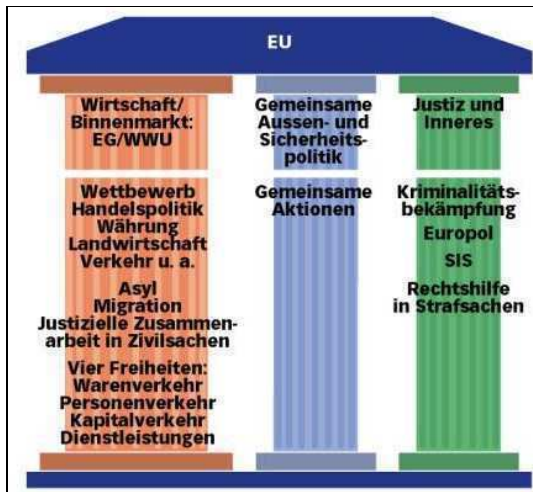 EU
Wirtschaft/
Binnenmarkt:
EG/WWU
Wettbewerb
Handelspolitik
Währung
Landwirtschaft
Verkehr u. a.
Asyl
Migration
Justizielle Zusammen-
arbeit in Zivilsachen
Vier Freiheiten:
Warenverkehr
Personenverkehr
Kapitalverkehr
Dienstleistungen
Gemeinsame
Aussen- und
Sicherheits-
politik
Gemeinsame
Aktionen
Justiz und
Inneres
Kriminalitäts-
bekämpfung
Europol
SIS
Rechtshilfe
in Strafsachen